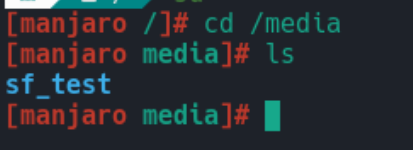 [manjaro /]# cd /media
[manjaro media]# ls
sf_test
[manjaro media]#